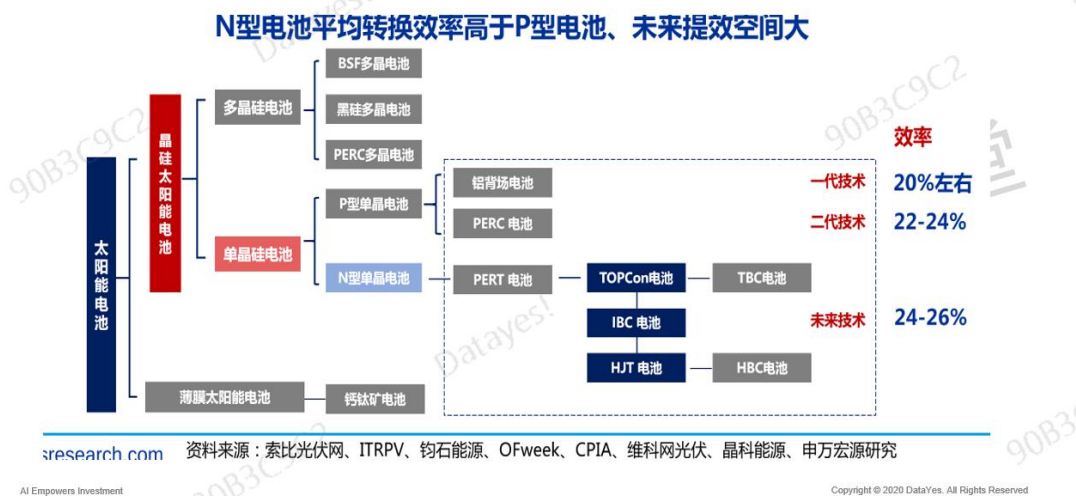 N型电池平均转换效率高于P型电池、未来提效空间大
BSF多晶电池
多晶硅电池
黑硅多晶电池
PERC多晶电池
晶硅太阳能电池
效率
铝背场电池
一代技术
20%左右
P型单晶电池
PERC 电池
二代技术
22-24%
单晶硅电池
太阳能电池
N型单晶电池
PERT 电池
TOPCon电池
TBC电池
IBC 电池
未来技术
24-26%
HJT 电池
HBC电池
薄膜太阳能电池
钙钛矿电池
sresearch.com
资料来源：索比光伏网、ITRPV、钧石能源、OFweek、CPIA、维科网光伏、晶科能源、申万宏源研究
AI Empowers Investment
Copyright © 2020 DataYes. All Rights Reserved
90B3C9C2
90B3C9C2
Datayes!